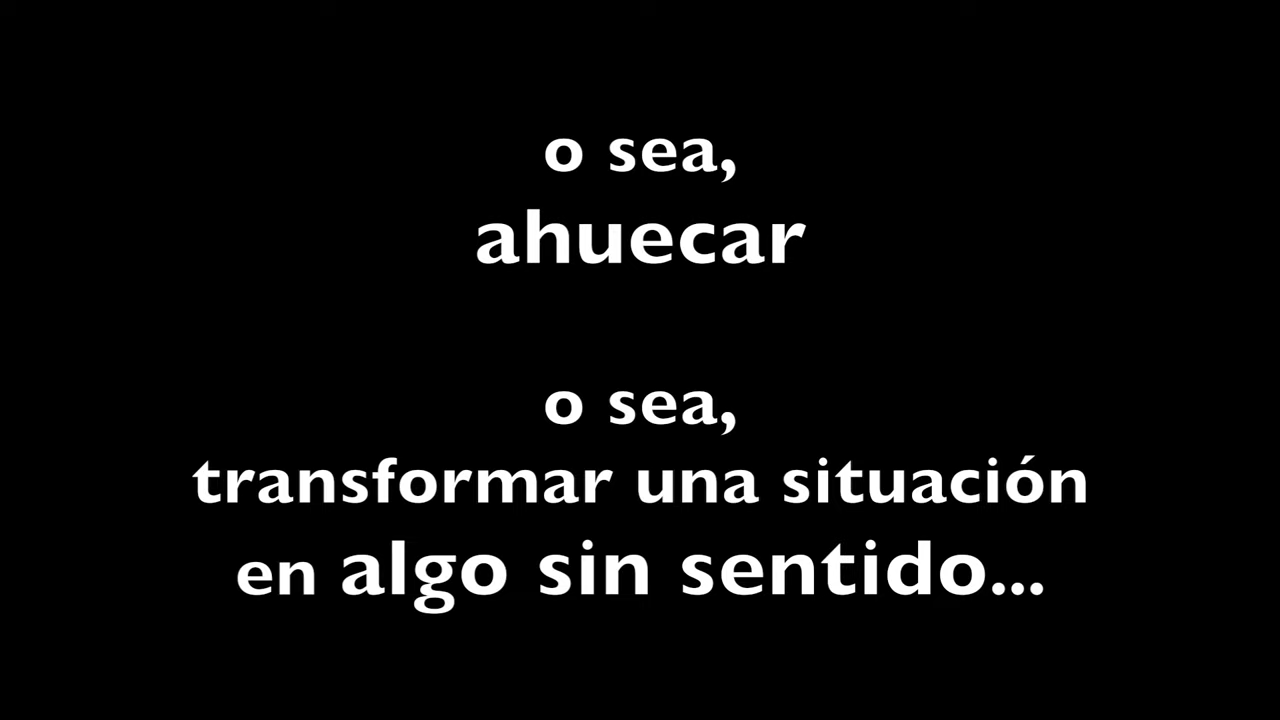 o sea,
ahuecar
o sea,
transformar una situación
en algo sin sentido...